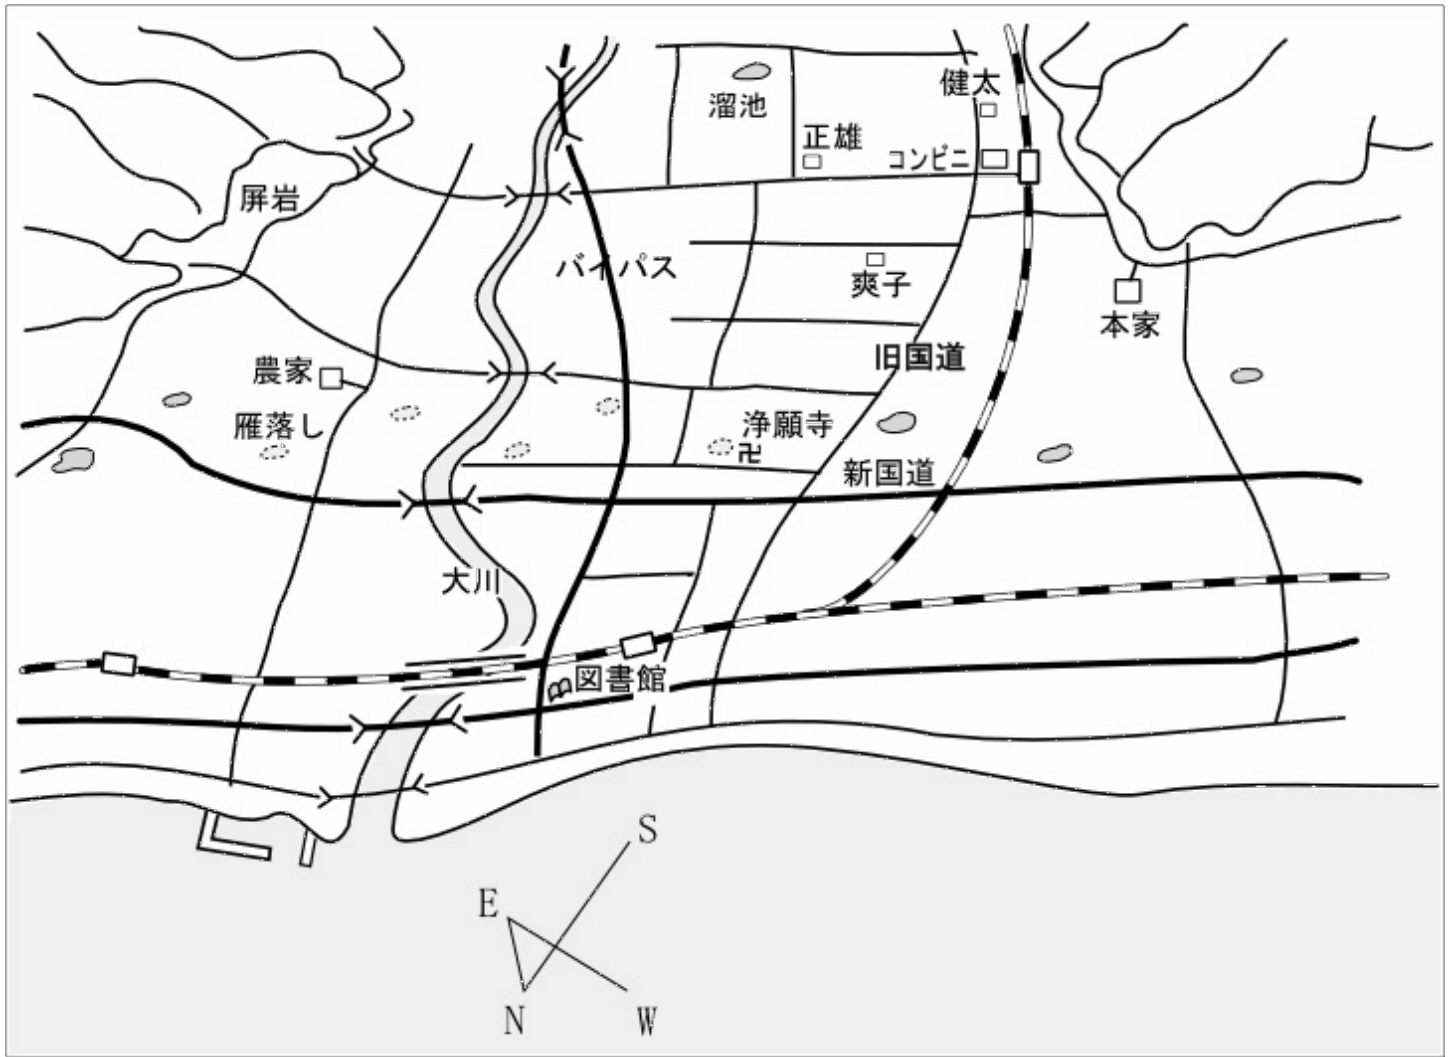 健太
溜池
正雄
コンビニ
屏岩
バイパス
爽子
本家
旧国道
農家
雁落し
浄願寺
卍
新国道
大川
図書館
S
E
N
W